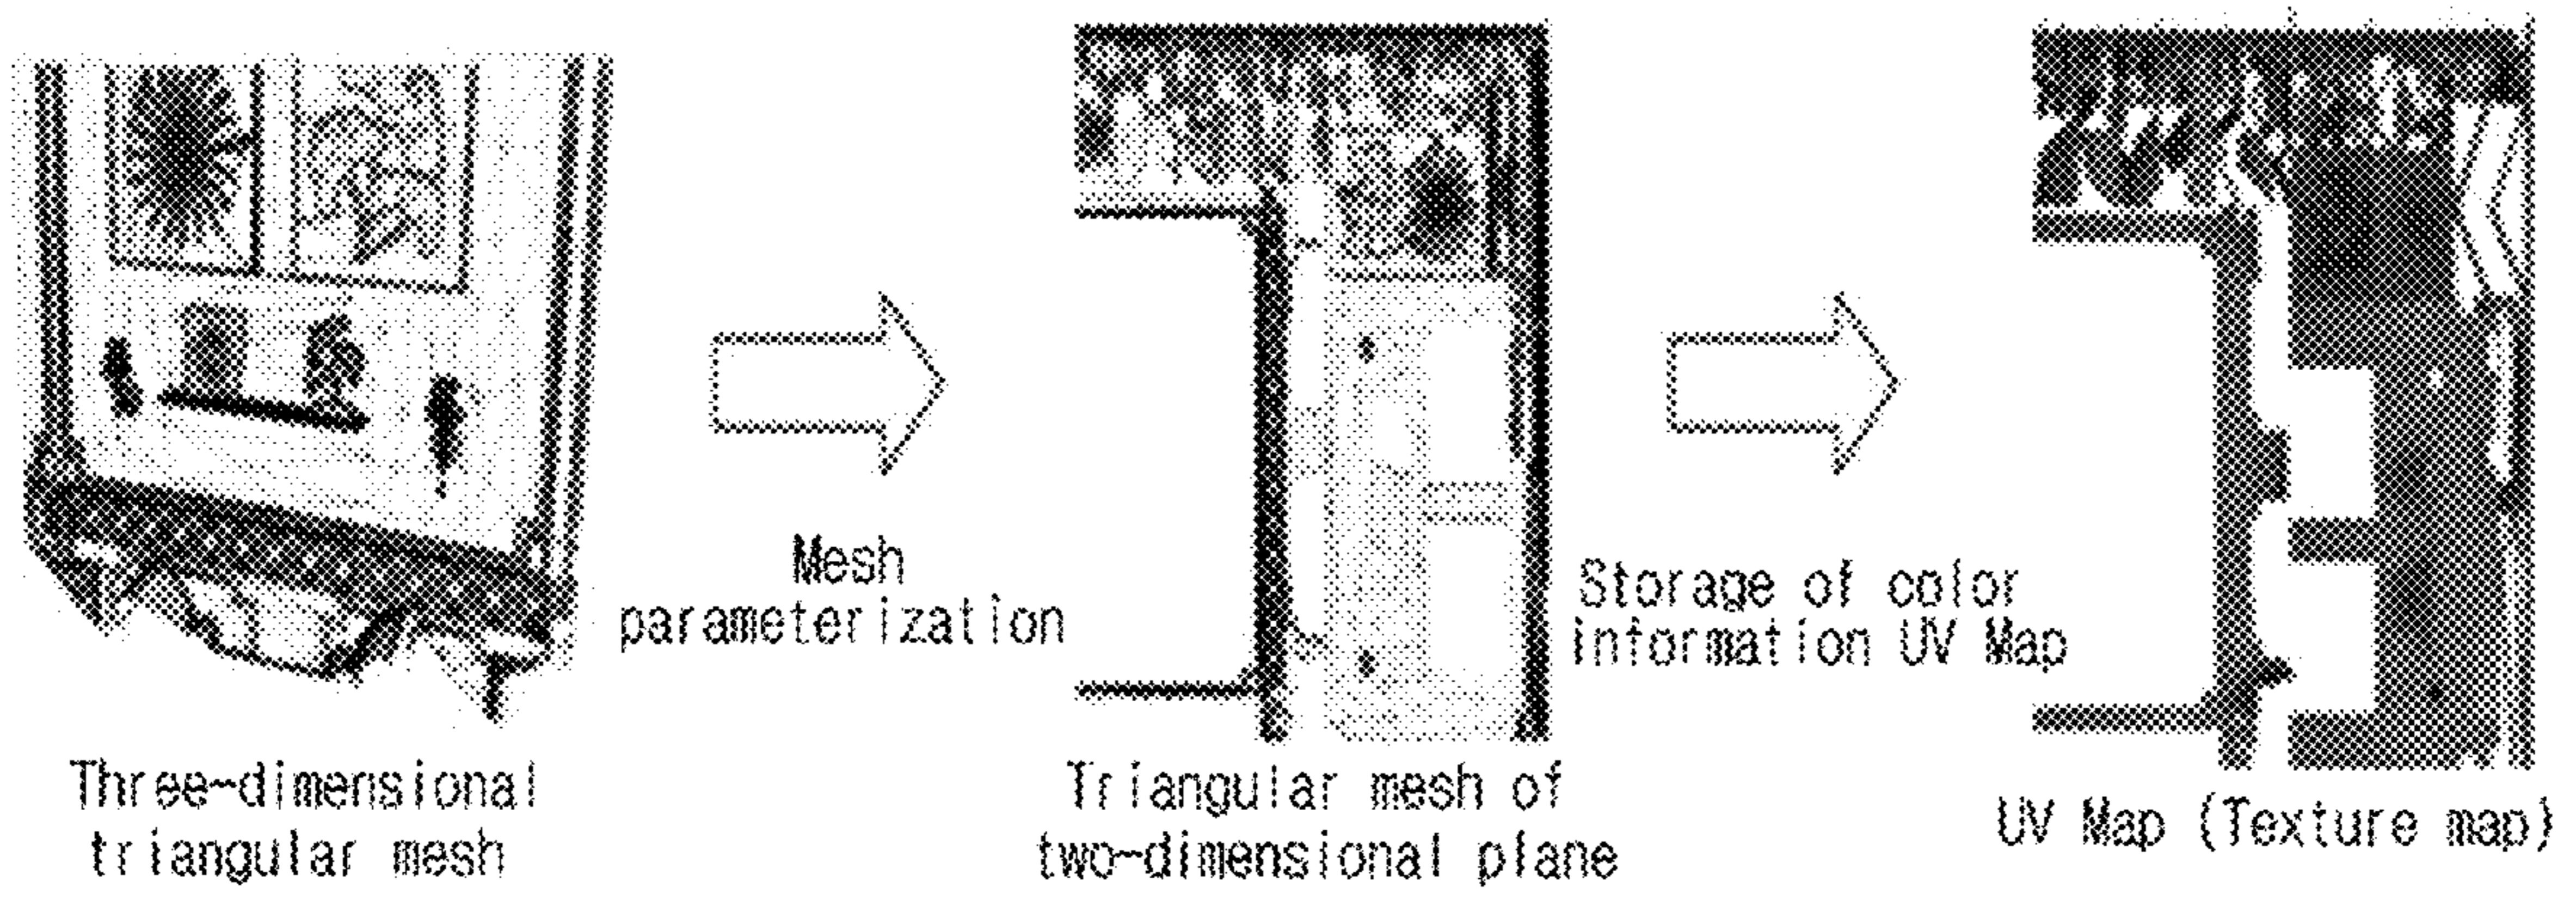 Mesh
parameterization
Storage of color
information UV Map
Three-dimensional
triangular mesh
Triangular mesh of
two-dimensional plane
UV Map (Texture map)